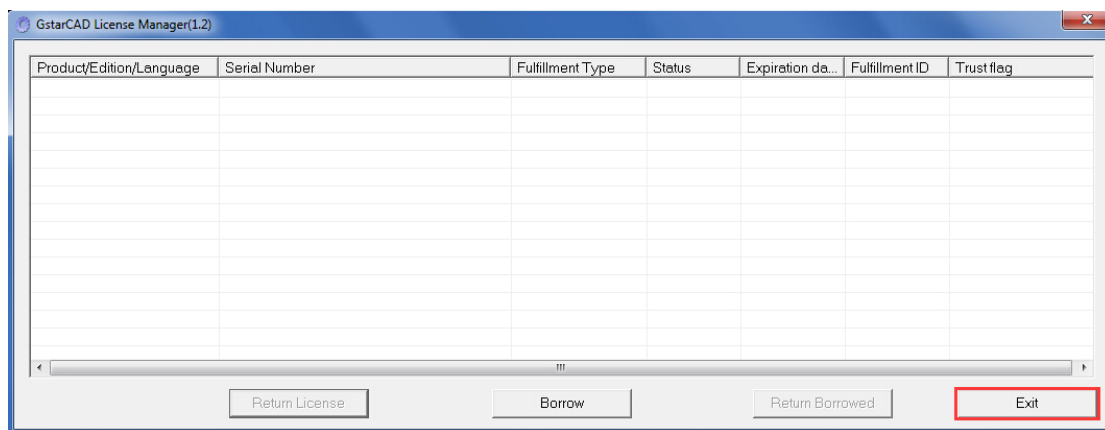 GstarCAD License Manager(1.2)
Product/Edition/Language Serial Number Fulfillment Type Status Expiration da... Fulfillment ID Trust flag
Return License Borrow Return Borrowed Exit